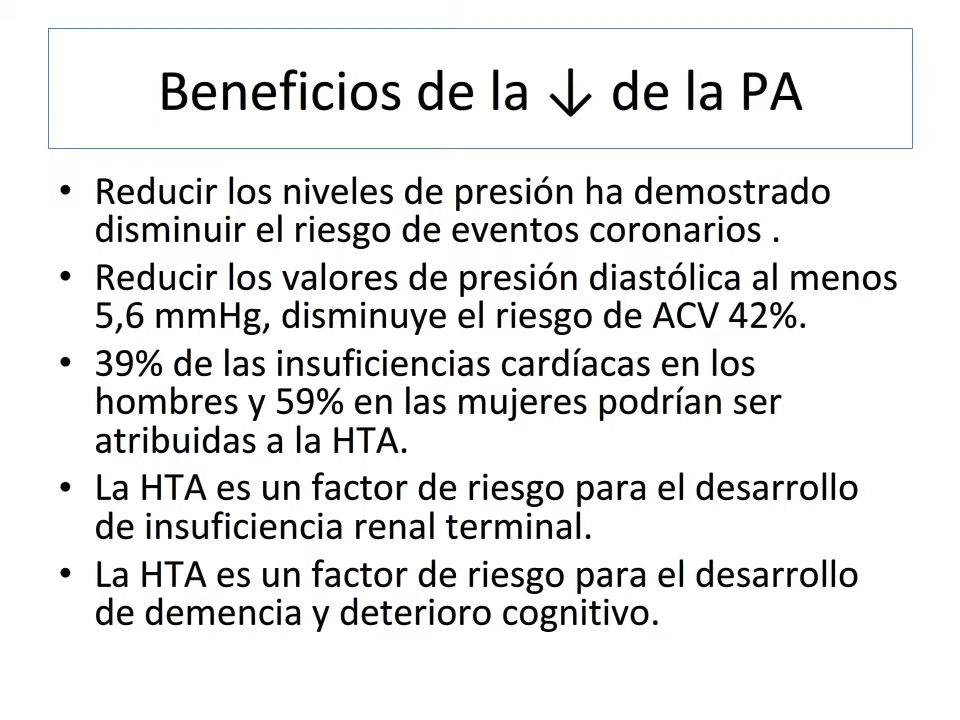 Beneficios de la ↓ de la PA
• Reducir los niveles de presión ha demostrado
disminuir el riesgo de eventos coronarios .
• Reducir los valores de presión diastólica al menos
5,6 mmHg, disminuye el riesgo de ACV 42%.
• 39% de las insuficiencias cardíacas en los
hombres y 59% en las mujeres podrían ser
atribuidas a la HTA.
• La HTA es un factor de riesgo para el desarrollo
de insuficiencia renal terminal.
• La HTA es un factor de riesgo para el desarrollo
de demencia y deterioro cognitivo.